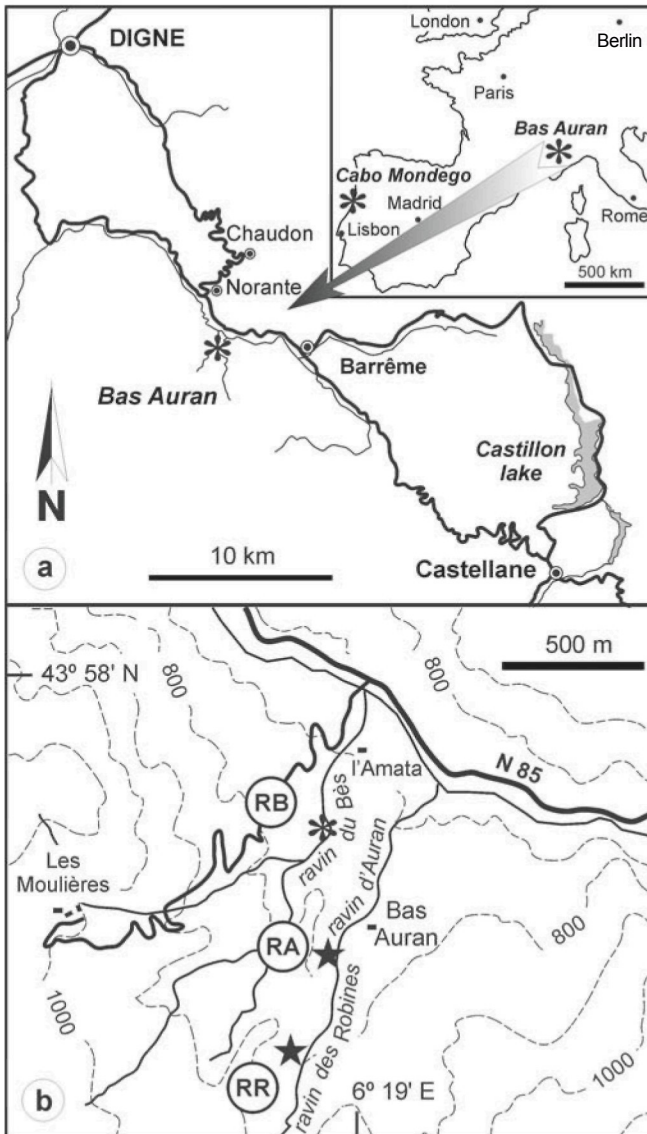 DIGNE
London
Berlin
Paris
Bas Auran
Cabo Mondego
Madrid
Lisbon
Rome
500 km
Chaudon
Norante
Barrême
Bas Auran
Castillon
lake
N
10 km
Castellane
a
500 m
43º 58' N
800
800
N 85
l'Amata
RB
ravin du Bès
ravin d'Auran
Les
Moulières
Bas
Auran
800
RA
1000
ravin des Robines
RR
1000
6º 19' E
b